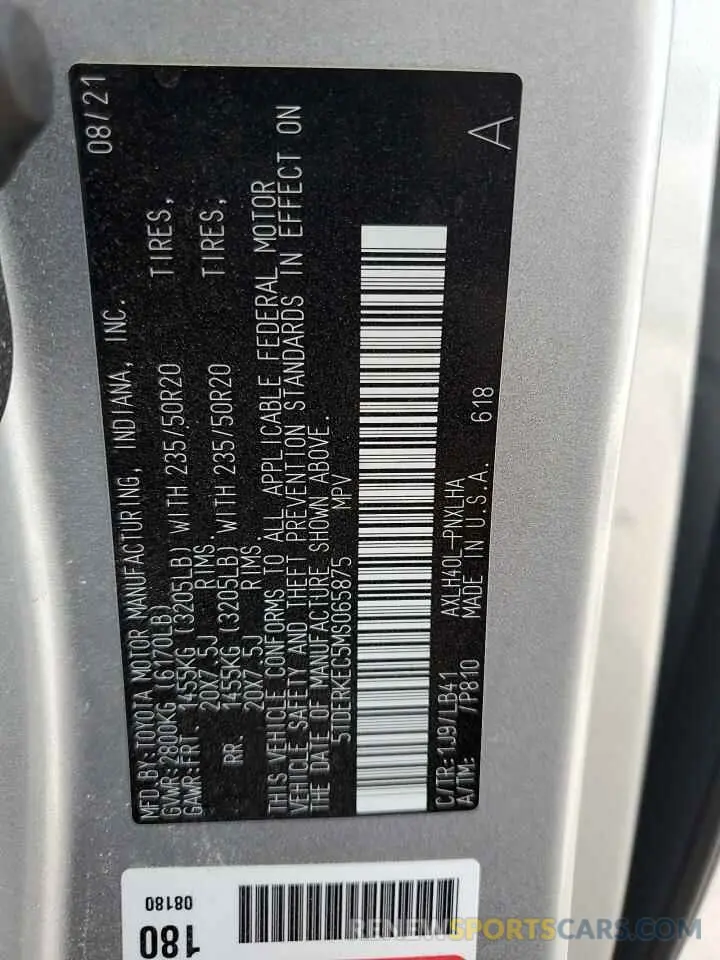 MFD.BY:TOYOTA MOTOR MANUFACTURING, INDIANA, INC. 08/21
GVWR:2800KG (6170LB)
GAWR:FRT. 1455KG (3205LB) WITH 235/50R20 TIRES,
20X7.5J RIMS.
RR. 1455KG (3205LB) WITH 235/50R20 TIRES,
20X7.5J RIMS.
THIS VEHICLE CONFORMS TO ALL APPLICABLE FEDERAL MOTOR
VEHICLE SAFETY AND THEFT PREVENTION STANDARDS IN EFFECT ON
THE DATE OF MANUFACTURE SHOWN ABOVE.
5TDERKEC5MS065875 MPV
C/TR:1J9/LB41 AXLH40L-PNXLHA
A/TM: /P810 MADE IN U.S.A. 618 A
08180
180
RENEWSPORTSCARS.COM